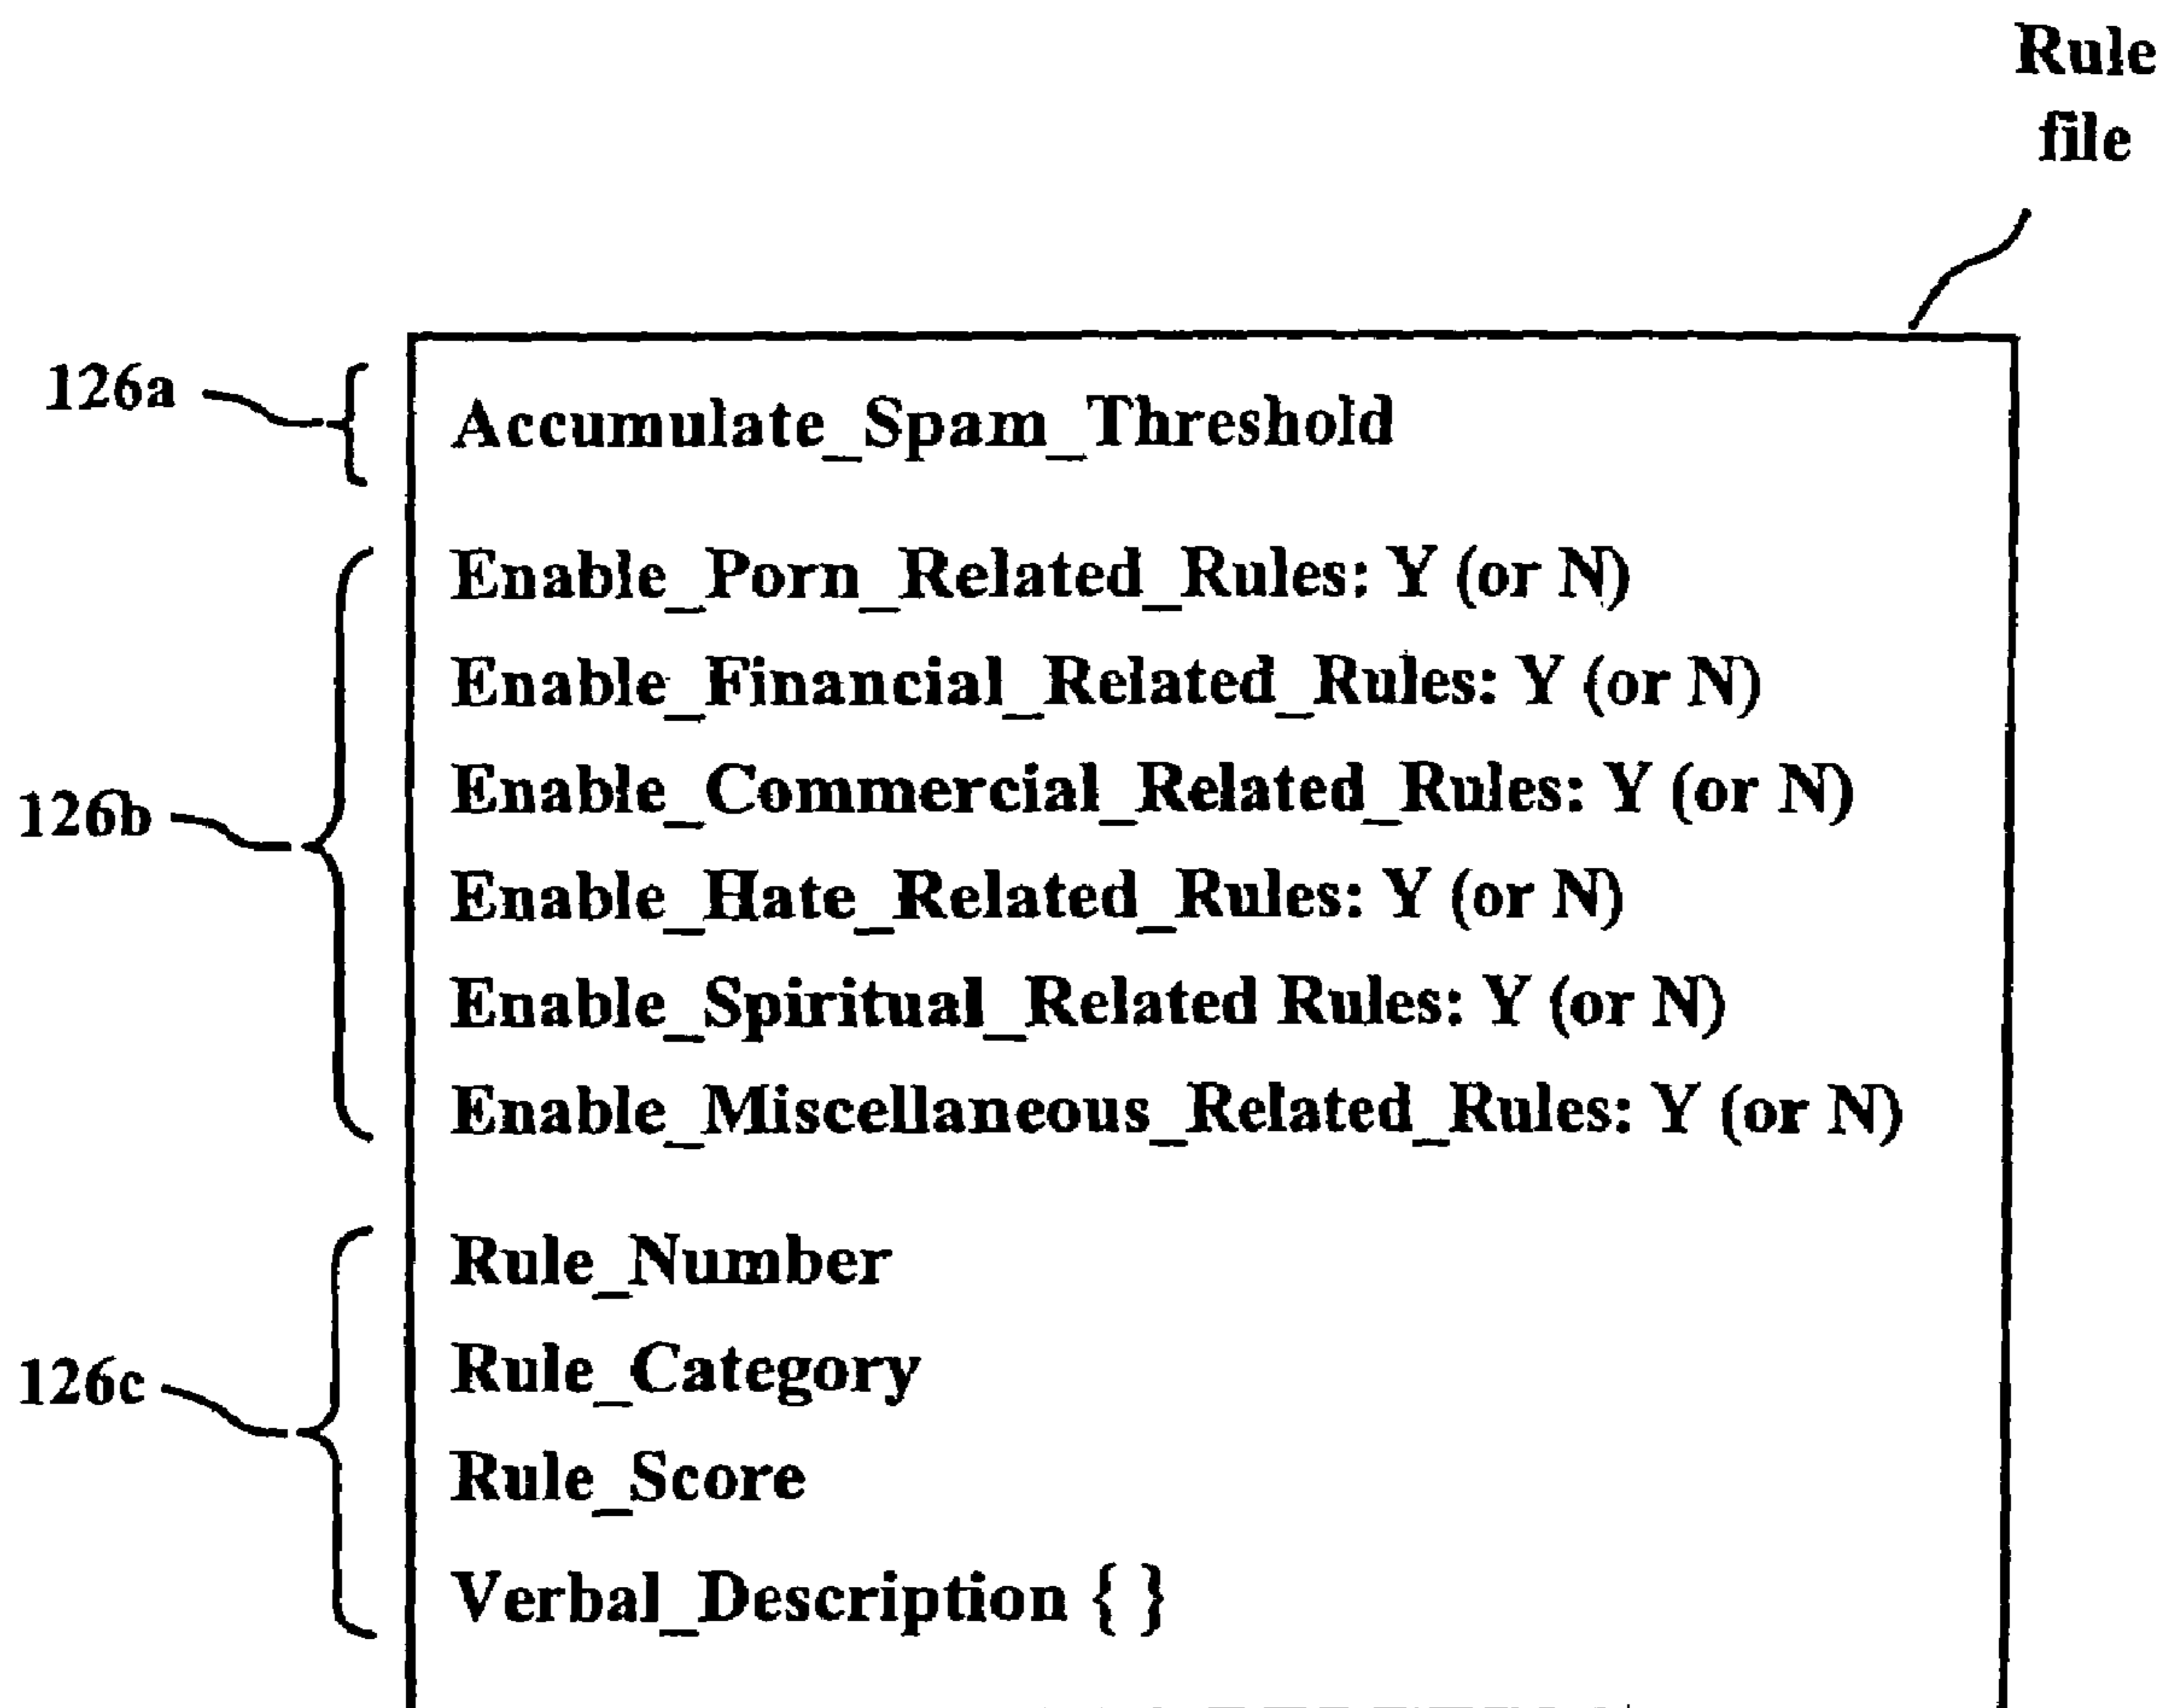 Rule
file
126a
Accumulate_Spam_Threshold
126b
Enable_Porn_Related_Rules: Y (or N)
Enable_Financial_Related_Rules: Y (or N)
Enable_Commercial_Related_Rules: Y (or N)
Enable_Hate_Related_Rules: Y (or N)
Enable_Spiritual_Related Rules: Y (or N)
Enable_Miscellaneous_Related_Rules: Y (or N)
126c
Rule_Number
Rule_Category
Rule_Score
Verbal_Description { }